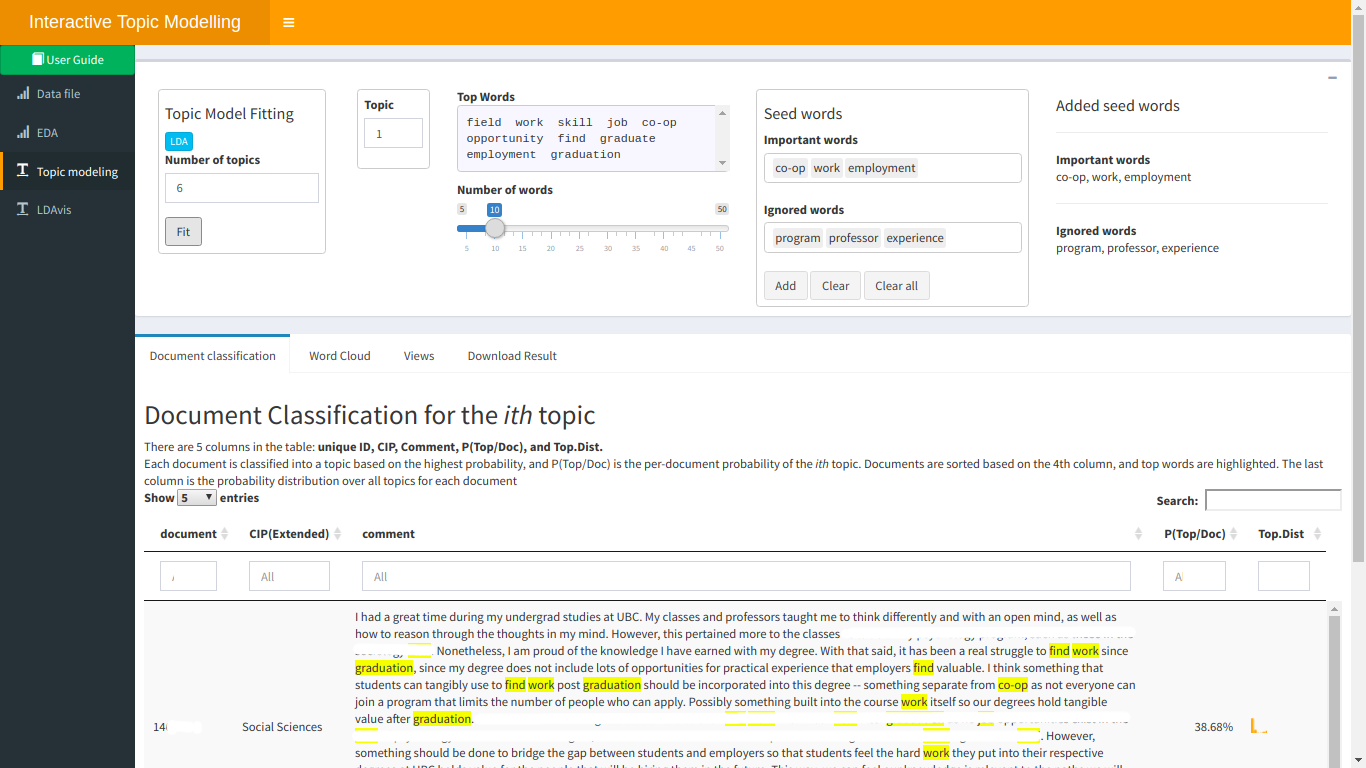 Interactive Topic Modelling
User Guide
Data file
EDA
Topic modeling
LDAvis
Topic Model Fitting
LDA
Number of topics
6
Fit
Topic
1
Top Words
field work skill job co-op
opportunity find graduate
employment graduation
Number of words
5 10 50
5 10 15 20 25 30 35 40 45 50
Seed words
Important words
co-op work employment
Ignored words
program professor experience
Add Clear Clear all
Added seed words
Important words
co-op, work, employment
Ignored words
program, professor, experience
Document classification Word Cloud Views Download Result
Document Classification for the ith topic
There are 5 columns in the table: unique ID, CIP, Comment, P(Top/Doc), and Top.Dist.
Each document is classified into a topic based on the highest probability, and P(Top/Doc) is the per-document probability of the ith topic. Documents are sorted based on the 4th column, and top words are highlighted. The last
column is the probability distribution over all topics for each document
Show 5 entries
Search:
document CIP(Extended) comment P(Top/Doc) Top.Dist
All All
I had a great time during my undergrad studies at UBC. My classes and professors taught me to think differently and with an open mind, as well as
how to reason through the thoughts in my mind. However, this pertained more to the classes
Nonetheless, I am proud of the knowledge I have earned with my degree. With that said, it has been a real struggle to find work since
graduation, since my degree does not include lots of opportunities for practical experience that employers find valuable. I think something that
students can tangibly use to find work post graduation should be incorporated into this degree -- something separate from co-op as not everyone can
join a program that limits the number of people who can apply. Possibly something built into the course work itself so our degrees hold tangible
value after graduation.
Social Sciences 38.68%
. However,
something should be done to bridge the gap between students and employers so that students feel the hard work they put into their respective